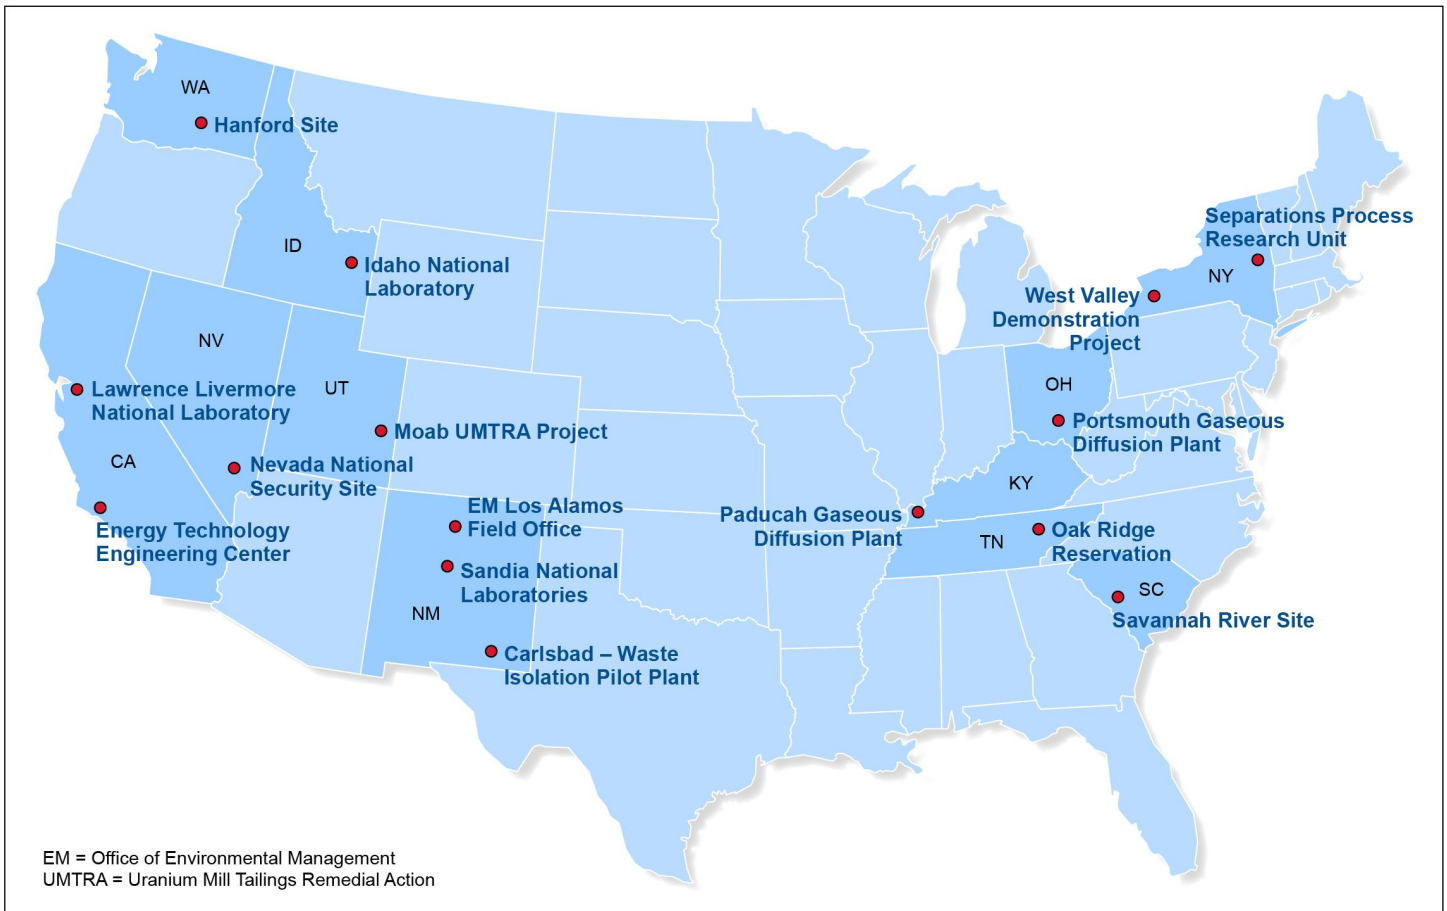 WA
Hanford Site
Separations Process
Research Unit
ID
Idaho National
Laboratory
NY
West Valley
Demonstration
Project
NV
UT
OH
Lawrence Livermore
National Laboratory
Moab UMTRA Project
Portsmouth Gaseous
Diffusion Plant
CA
Nevada National
Security Site
KY
EM Los Alamos
Field Office
Energy Technology
Engineering Center
Paducah Gaseous
Diffusion Plant
TN
Oak Ridge
Reservation
Sandia National
Laboratories
SC
NM
Savannah River Site
Carlsbad – Waste
Isolation Pilot Plant
EM = Office of Environmental Management
UMTRA = Uranium Mill Tailings Remedial Action